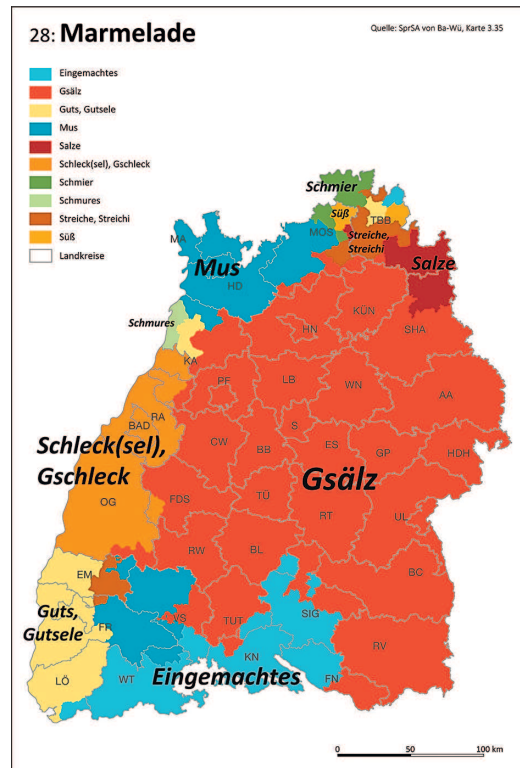 28: Marmelade
Quelle: SprSA von Ba-Wü, Karte 3.35
Eingemachtes
Gsälz
Guts, Gutsele
Mus
Salze
Schleck(sel), Gschleck
Schmier
Schmures
Streiche, Streichi
Süß
Landkreise
Schmier
Süß
TBB
MOS
Streiche,
Streichi
MA
Mus
HD
Salze
Schmures
KÜN
HN
SHA
KA
PF
LB
WN
AA
RA
BAD
S
Schleck(sel),
Gschleck
CW
BB
ES
GP
HDH
Gsälz
OG
FDS
TÜ
RT
UL
RW
BL
BC
EM
Guts,
Gutsele
FR
VS
TUT
SIG
RV
LÖ
WT
Eingemachtes
KN
FN
0 50 100 km